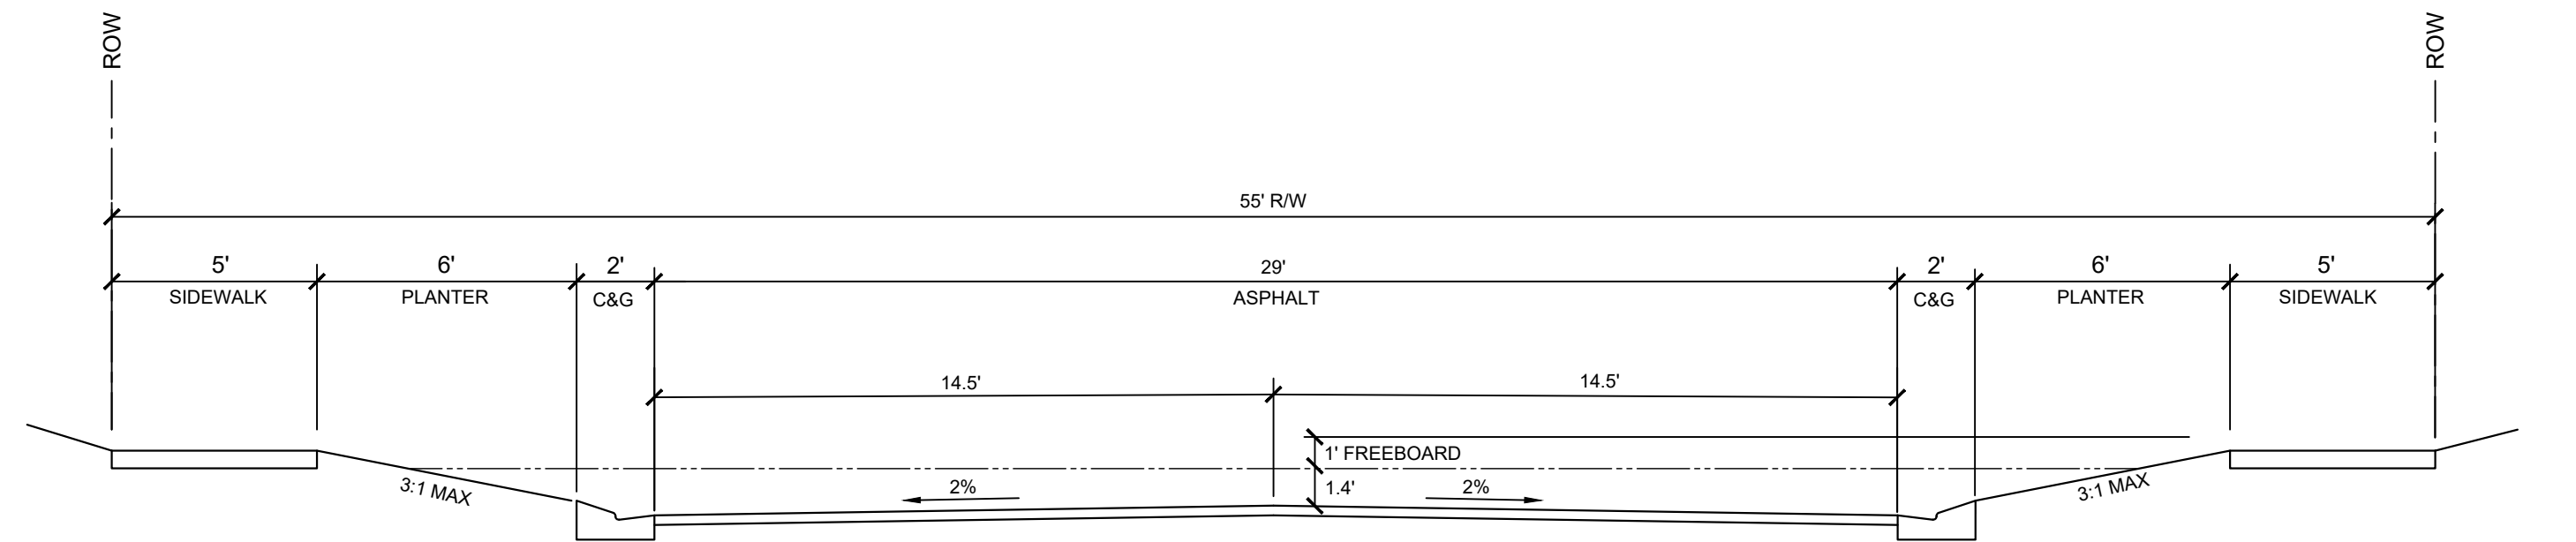 ROW
ROW
55' R/W
5'
6'
2'
29'
2'
6'
5'
SIDEWALK
PLANTER
C&G
ASPHALT
C&G
PLANTER
SIDEWALK
14.5'
14.5'
1' FREEBOARD
3:1 MAX
2%
1.4'
2%
3:1 MAX